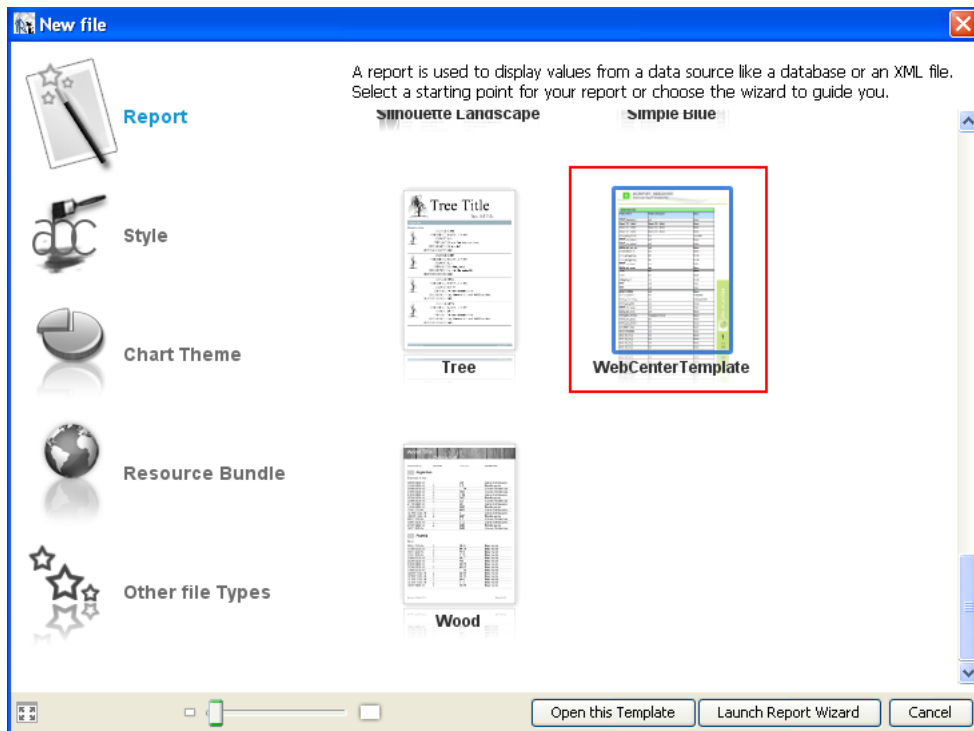 New file
A report is used to display values from a data source like a database or an XML file.
Select a starting point for your report or choose the wizard to guide you.
Report
Silhouette Landscape
Simple Blue
Style
Tree Title
Chart Theme
Tree
WebCenterTemplate
Resource Bundle
Other file Types
Wood
Open this Template
Launch Report Wizard
Cancel